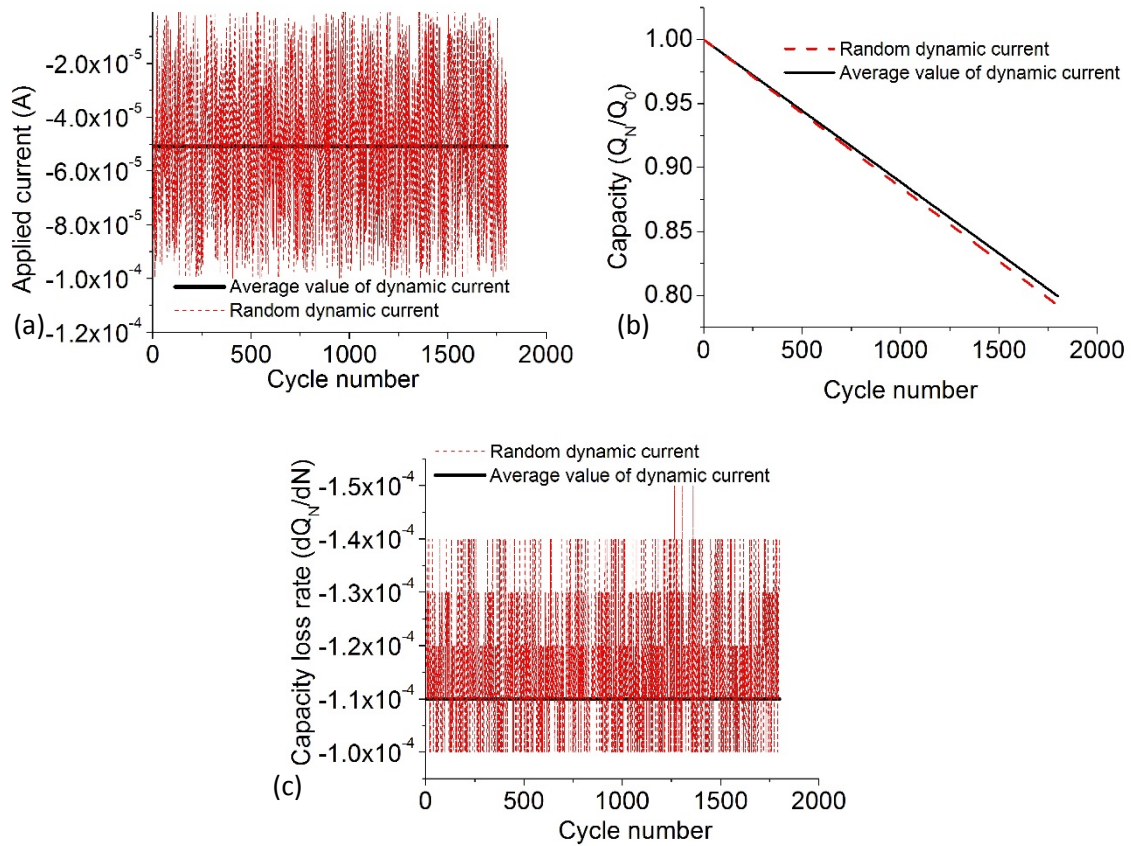 Applied current (A)
-2.0x10⁻⁵
-4.0x10⁻⁵
-6.0x10⁻⁵
-8.0x10⁻⁵
-1.0x10⁻⁴
-1.2x10⁻⁴
Average value of dynamic current
Random dynamic current
(a)
0 500 1000 1500 2000
Cycle number
Capacity (Q_N/Q_0)
1.00
0.95
0.90
0.85
0.80
Random dynamic current
Average value of dynamic current
(b)
0 500 1000 1500 2000
Cycle number
Random dynamic current
Average value of dynamic current
Capacity loss rate (dQ_N/dN)
-1.5x10⁻⁴
-1.4x10⁻⁴
-1.3x10⁻⁴
-1.2x10⁻⁴
-1.1x10⁻⁴
-1.0x10⁻⁴
(c)
0 500 1000 1500 2000
Cycle number